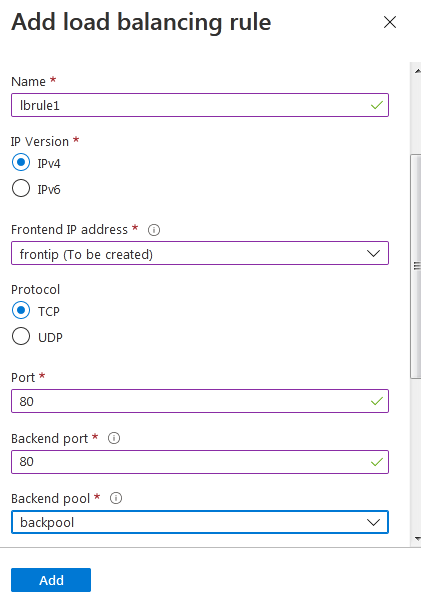 Add load balancing rule
Name *
lbrule1
IP Version *
IPv4
IPv6
Frontend IP address *
frontip (To be created)
Protocol
TCP
UDP
Port *
80
Backend port *
80
Backend pool *
backpool
Add